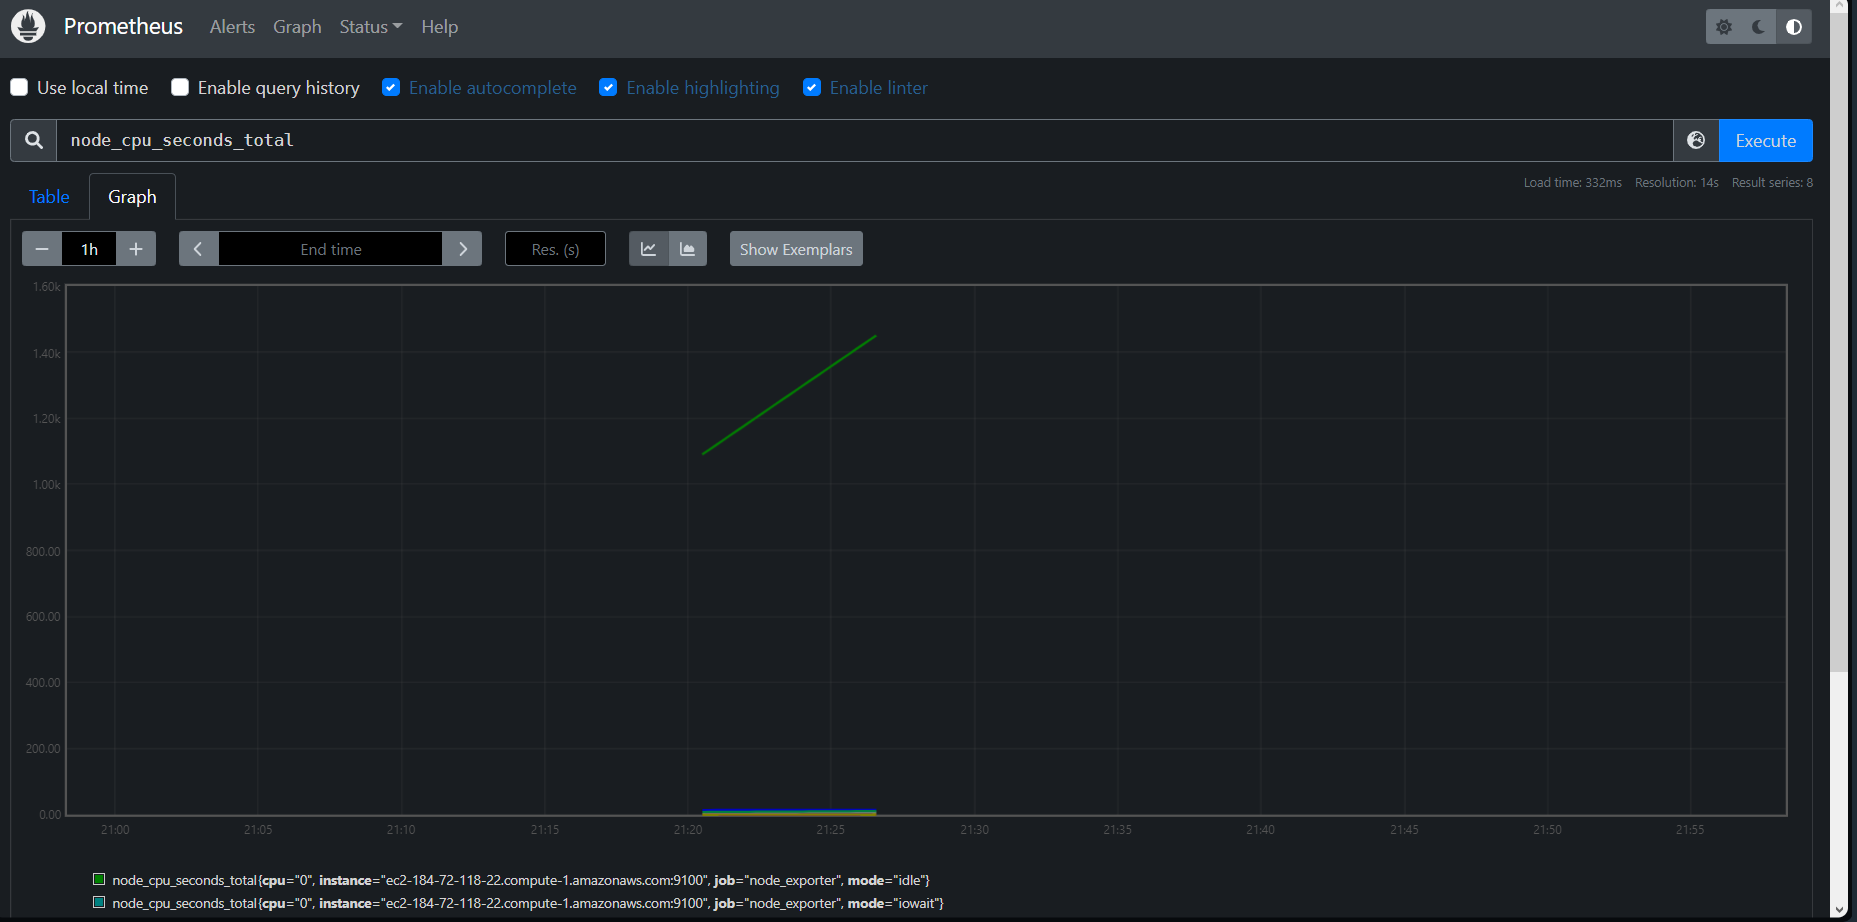 Prometheus Alerts Graph Status Help
Use local time Enable query history Enable autocomplete Enable highlighting Enable linter
node_cpu_seconds_total Execute
Load time: 332ms Resolution: 14s Result series: 8
Table Graph
1h End time Res. (s) Show Exemplars
1.60k
1.40k
1.20k
1.00k
800.00
600.00
400.00
200.00
0.00
21:00 21:05 21:10 21:15 21:20 21:25 21:30 21:35 21:40 21:45 21:50 21:55
node_cpu_seconds_total{cpu="0", instance="ec2-184-72-118-22.compute-1.amazonaws.com:9100", job="node_exporter", mode="idle"}
node_cpu_seconds_total{cpu="0", instance="ec2-184-72-118-22.compute-1.amazonaws.com:9100", job="node_exporter", mode="iowait"}